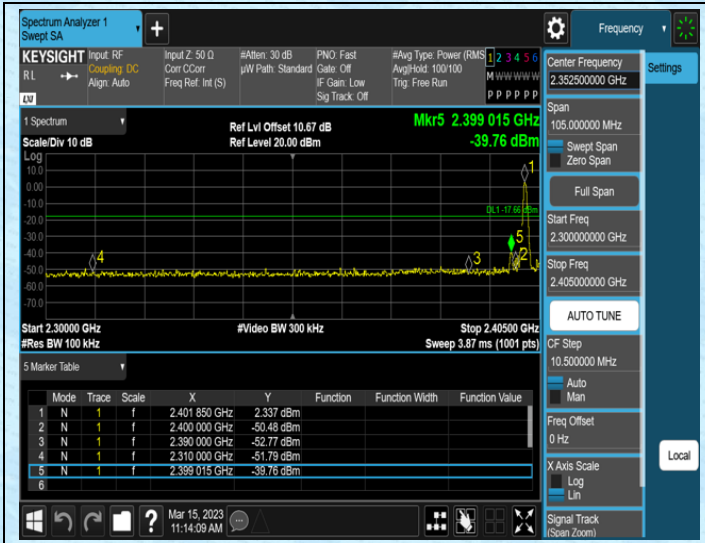 Spectrum Analyzer 1
Swept SA
Frequency
KEYSIGHT
RL
LXI
Input: RF
Coupling: DC
Align: Auto
Input Z: 50 Ω
Corr CCorr
Freq Ref: Int (S)
#Atten: 30 dB
µW Path: Standard
PNO: Fast
Gate: Off
IF Gain: Low
Sig Track: Off
#Avg Type: Power (RMS
Avg|Hold: 100/100
Trig: Free Run
1 2 3 4 5 6
M W W W W W
P P P P P P
Center Frequency
2.352500000 GHz
Settings
Span
105.000000 MHz
Swept Span
Zero Span
Full Span
Start Freq
2.300000000 GHz
Stop Freq
2.405000000 GHz
AUTO TUNE
CF Step
10.500000 MHz
Auto
Man
Freq Offset
0 Hz
X Axis Scale
Log
Lin
Signal Track
(Span Zoom)
Local
1 Spectrum
Scale/Div 10 dB
Ref Lvl Offset 10.67 dB
Ref Level 20.00 dBm
Mkr5 2.399 015 GHz
-39.76 dBm
Log
10.0
0.00
-10.0
-20.0
-30.0
-40.0
-50.0
-60.0
-70.0
DL1 -17.66 dBm
1
5
2
3
4
Start 2.30000 GHz
#Video BW 300 kHz
Stop 2.40500 GHz
#Res BW 100 kHz
Sweep 3.87 ms (1001 pts)
5 Marker Table
Mode Trace Scale X Y Function Function Width Function Value
1 N 1 f 2.401 850 GHz 2.337 dBm
2 N 1 f 2.400 000 GHz -50.48 dBm
3 N 1 f 2.390 000 GHz -52.77 dBm
4 N 1 f 2.310 000 GHz -51.79 dBm
5 N 1 f 2.399 015 GHz -39.76 dBm
6
Mar 15, 2023
11:14:09 AM